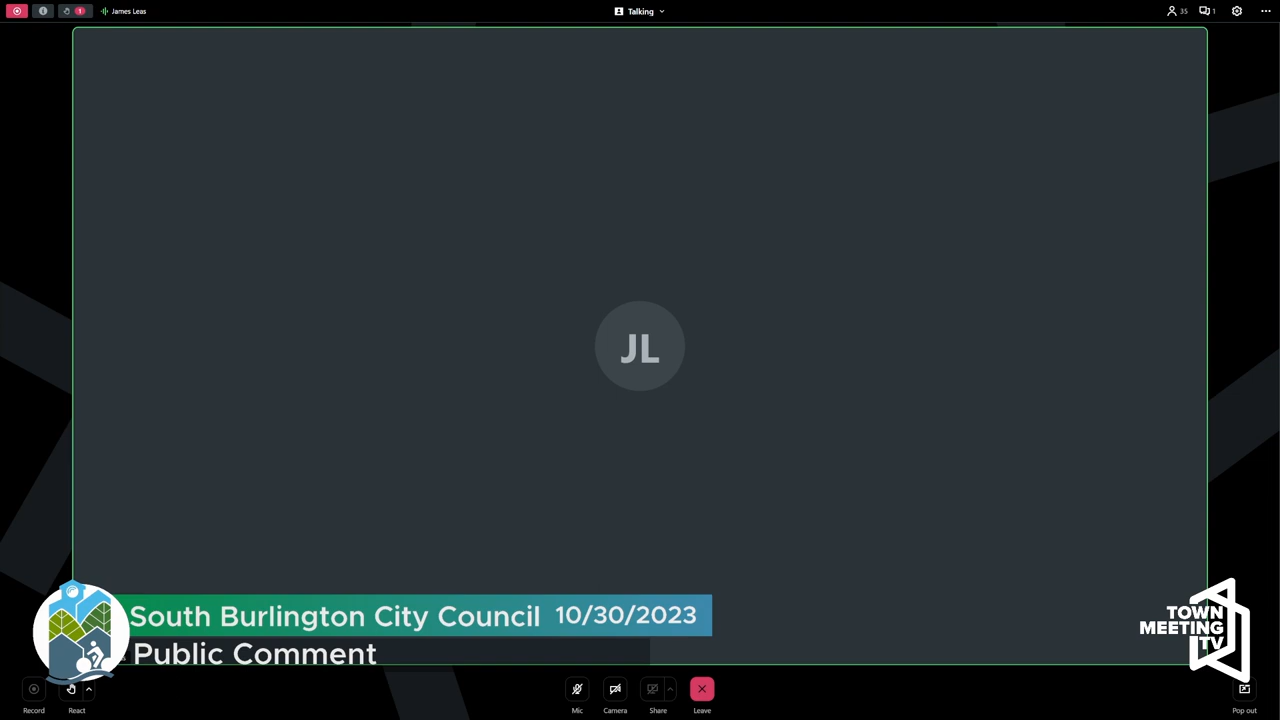 1
James Leas
Talking
35
1
JL
South Burlington City Council 10/30/2023
Public Comment
TOWN
MEETING
TV
Record
React
Mic
Camera
Share
Leave
Pop out